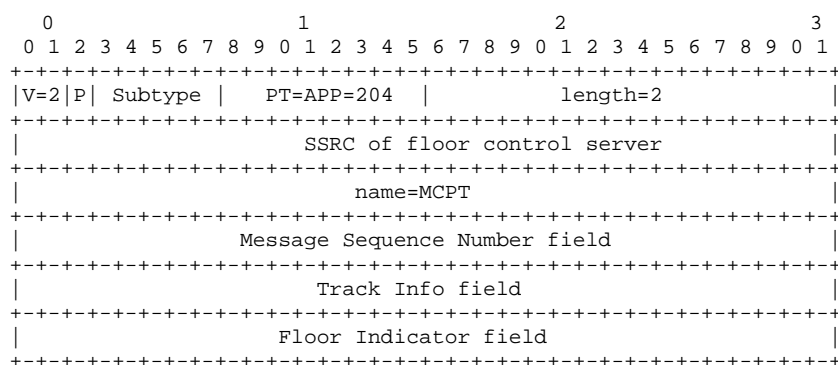 0                   1                   2                   3
0 1 2 3 4 5 6 7 8 9 0 1 2 3 4 5 6 7 8 9 0 1 2 3 4 5 6 7 8 9 0 1
+-+-+-+-+-+-+-+-+-+-+-+-+-+-+-+-+-+-+-+-+-+-+-+-+-+-+-+-+-+-+-+-+
|V=2|P| Subtype | PT=APP=204 | length=2 |
+-+-+-+-+-+-+-+-+-+-+-+-+-+-+-+-+-+-+-+-+-+-+-+-+-+-+-+-+-+-+-+-+
| SSRC of floor control server |
+-+-+-+-+-+-+-+-+-+-+-+-+-+-+-+-+-+-+-+-+-+-+-+-+-+-+-+-+-+-+-+-+
| name=MCPT |
+-+-+-+-+-+-+-+-+-+-+-+-+-+-+-+-+-+-+-+-+-+-+-+-+-+-+-+-+-+-+-+-+
| Message Sequence Number field |
+-+-+-+-+-+-+-+-+-+-+-+-+-+-+-+-+-+-+-+-+-+-+-+-+-+-+-+-+-+-+-+-+
| Track Info field |
+-+-+-+-+-+-+-+-+-+-+-+-+-+-+-+-+-+-+-+-+-+-+-+-+-+-+-+-+-+-+-+-+
| Floor Indicator field |
+-+-+-+-+-+-+-+-+-+-+-+-+-+-+-+-+-+-+-+-+-+-+-+-+-+-+-+-+-+-+-+-+